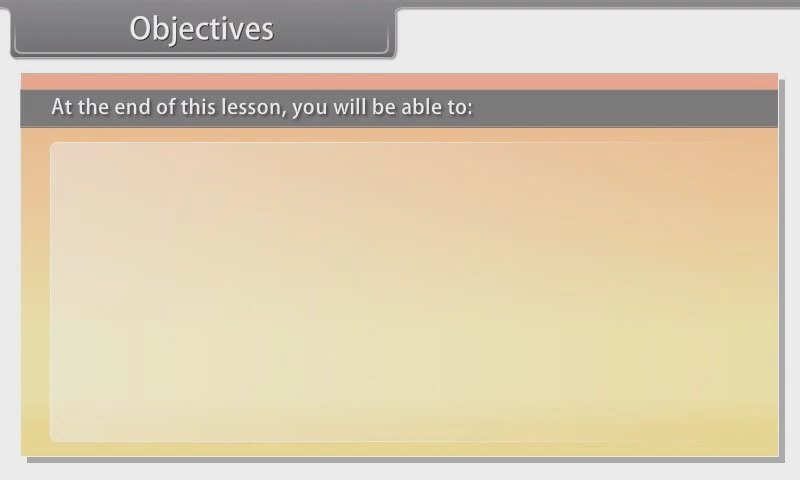 Objectives
At the end of this lesson, you will be able to: